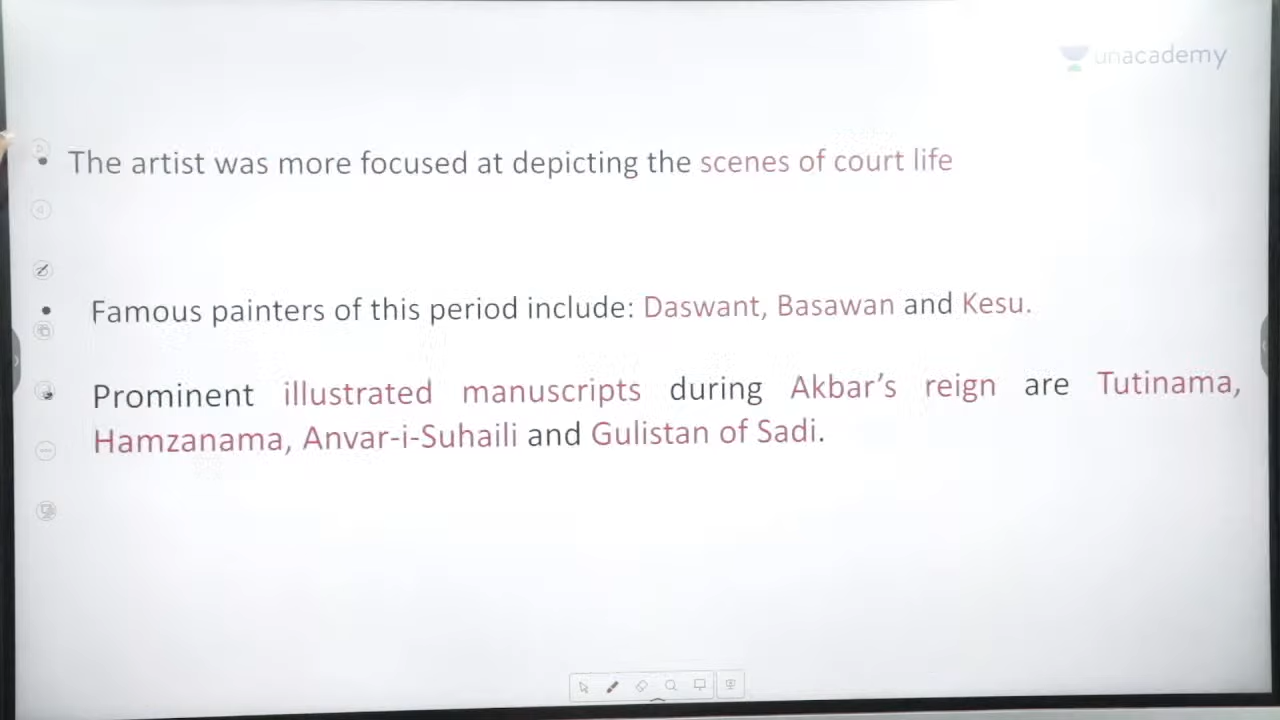 unacademy
• The artist was more focused at depicting the scenes of court life
• Famous painters of this period include: Daswant, Basawan and Kesu.
Prominent illustrated manuscripts during Akbar’s reign are Tutinama,
Hamzanama, Anvar-i-Suhaili and Gulistan of Sadi.